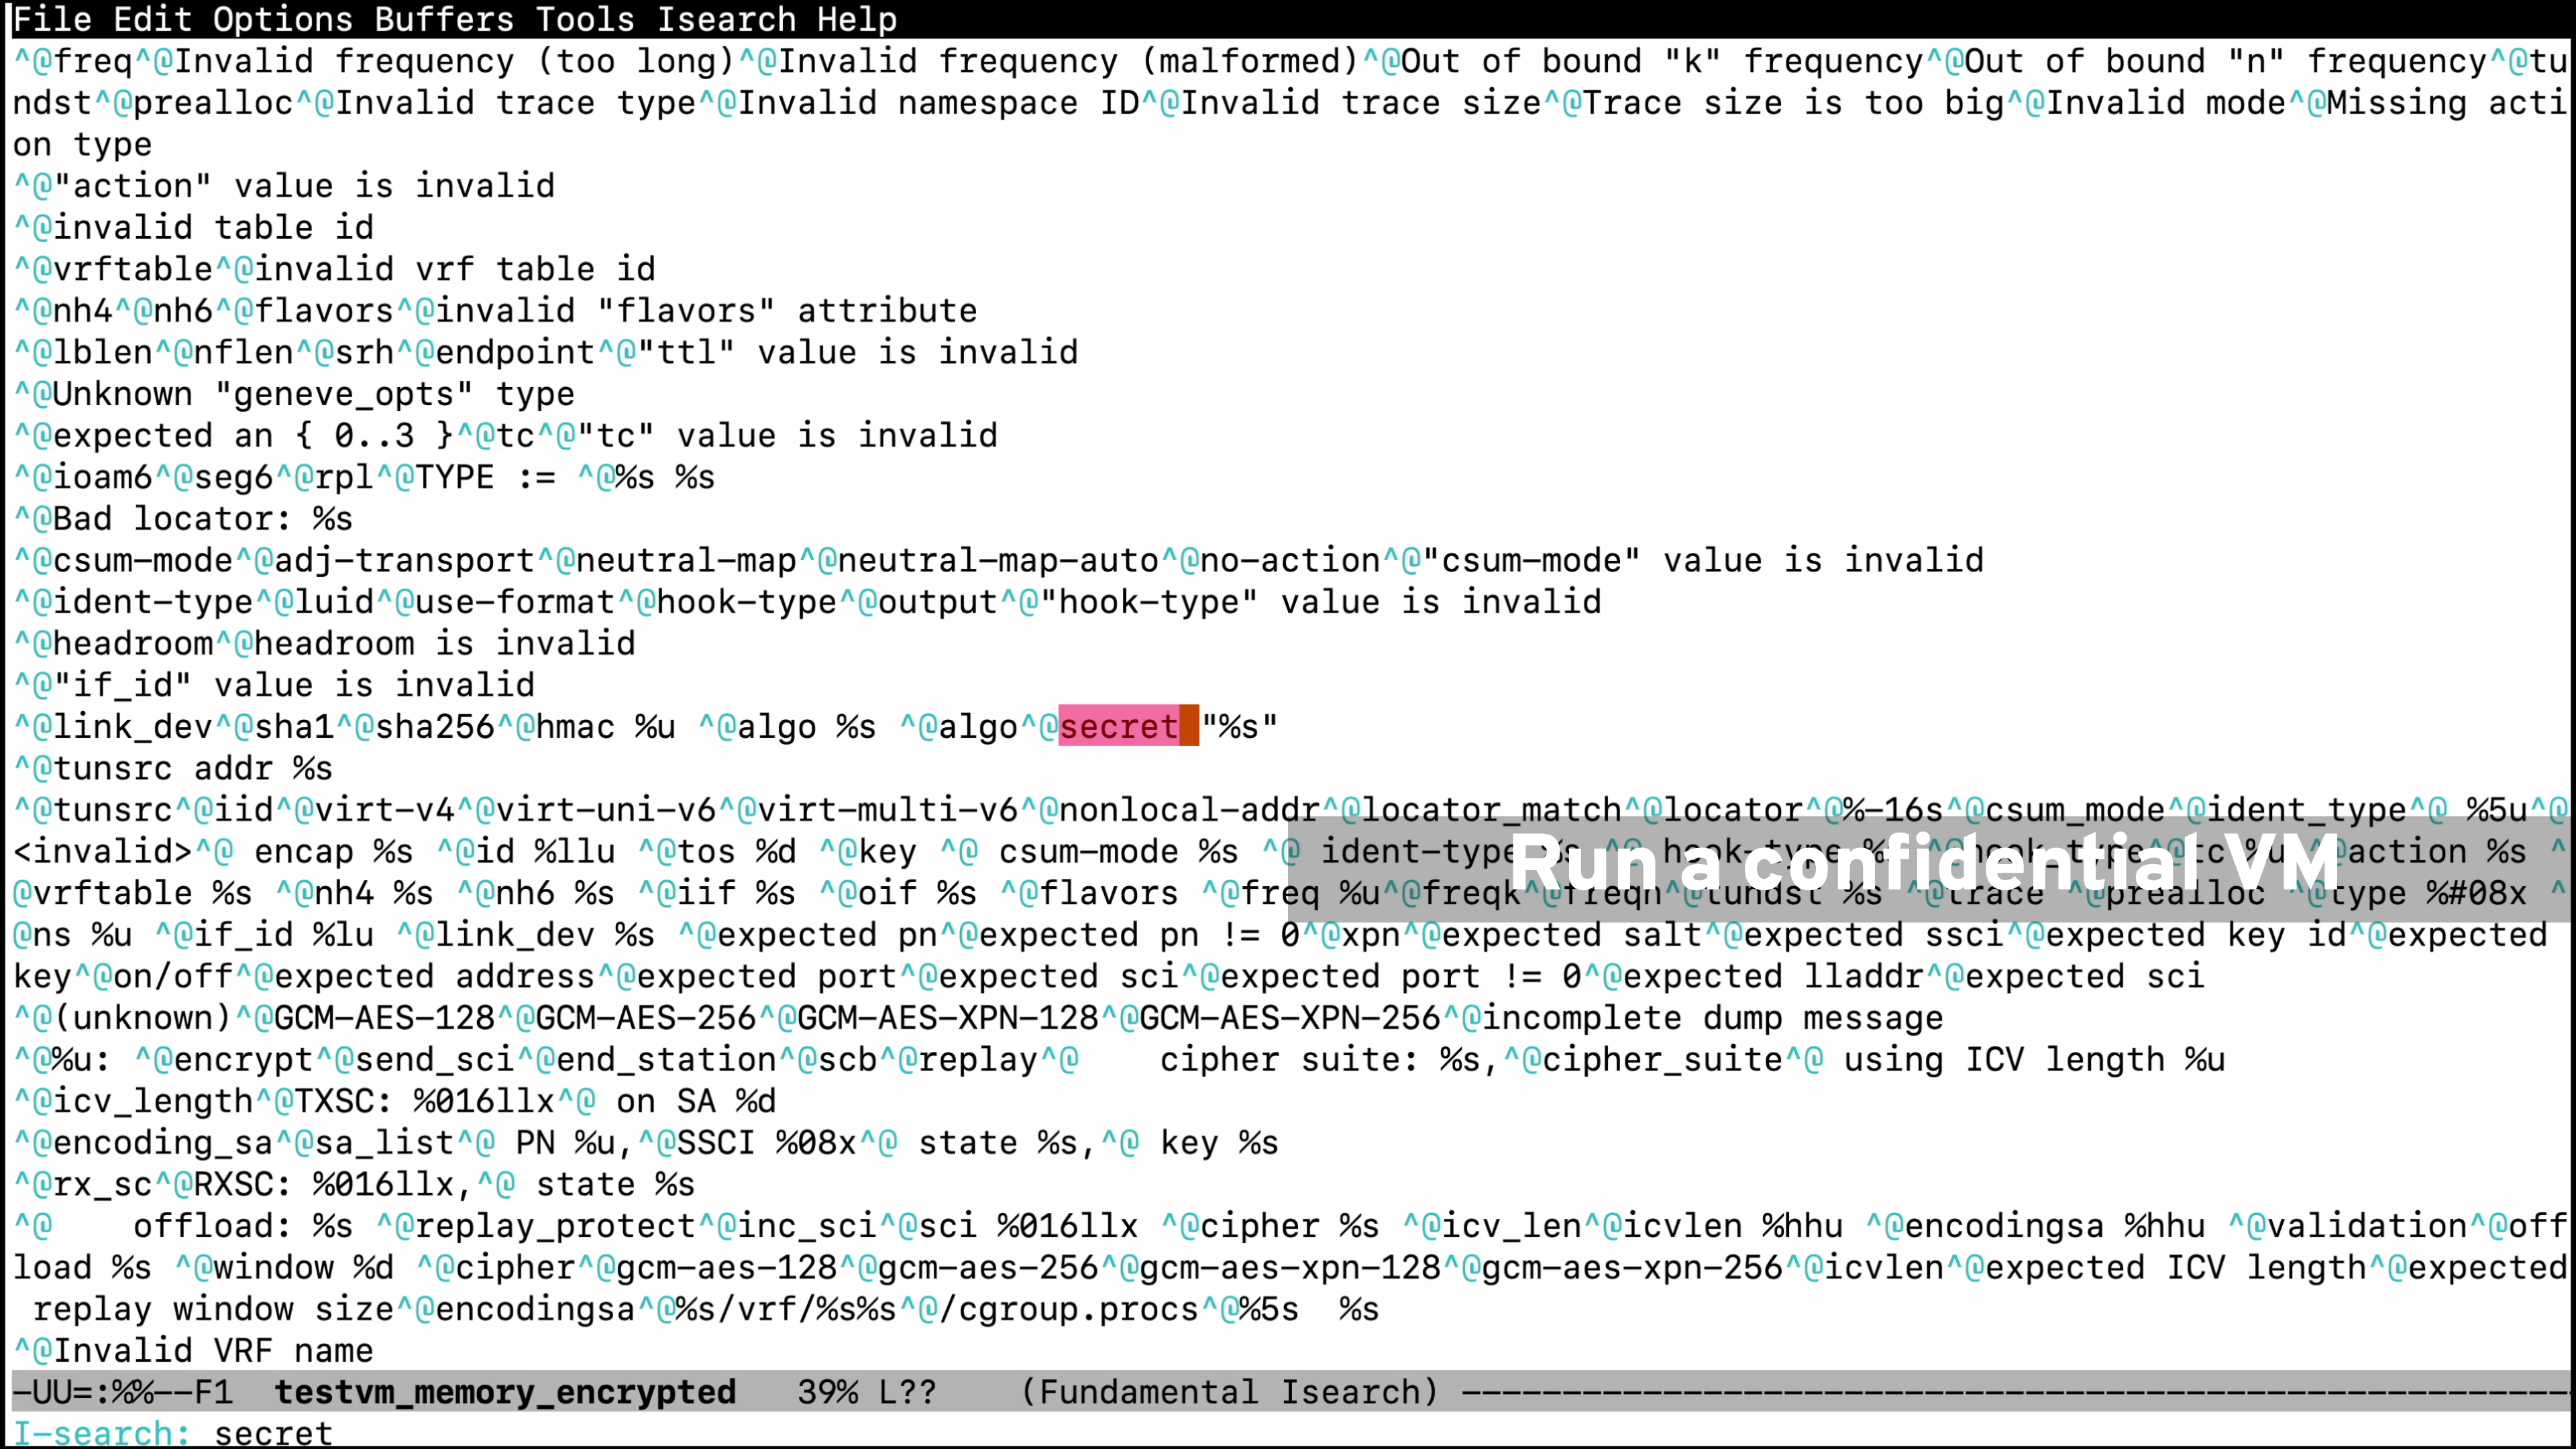 File Edit Options Buffers Tools Isearch Help
^@freq^@Invalid frequency (too long)^@Invalid frequency (malformed)^@Out of bound "k" frequency^@Out of bound "n" frequency^@tu
ndst^@prealloc^@Invalid trace type^@Invalid namespace ID^@Invalid trace size^@Trace size is too big^@Invalid mode^@Missing acti
on type
^@"action" value is invalid
^@invalid table id
^@vrftable^@invalid vrf table id
^@nh4^@nh6^@flavors^@invalid "flavors" attribute
^@lblen^@nflen^@srh^@endpoint^@"ttl" value is invalid
^@Unknown "geneve_opts" type
^@expected an { 0..3 }^@tc^@"tc" value is invalid
^@ioam6^@seg6^@rpl^@TYPE := ^@%s %s
^@Bad locator: %s
^@csum-mode^@adj-transport^@neutral-map^@neutral-map-auto^@no-action^@"csum-mode" value is invalid
^@ident-type^@luid^@use-format^@hook-type^@output^@"hook-type" value is invalid
^@headroom^@headroom is invalid
^@"if_id" value is invalid
^@link_dev^@sha1^@sha256^@hmac %u ^@algo %s ^@algo^@secret "%s"
^@tunsrc addr %s
^@tunsrc^@iid^@virt-v4^@virt-uni-v6^@virt-multi-v6^@nonlocal-addr^@locator_match^@locator^@%-16s^@csum_mode^@ident_type^@ %5u^@
<invalid>^@ encap %s ^@id %llu ^@tos %d ^@key ^@ csum-mode %s ^@ ident-type %s ^@ hook-type %s ^@hook_type^@tc %u ^@action %s ^
@vrftable %s ^@nh4 %s ^@nh6 %s ^@iif %s ^@oif %s ^@flavors ^@freq %u^@freqk^@freqn^@tundst %s ^@trace ^@prealloc ^@type %#08x ^
Run a confidential VM
@ns %u ^@if_id %lu ^@link_dev %s ^@expected pn^@expected pn != 0^@xpn^@expected salt^@expected ssci^@expected key id^@expected
key^@on/off^@expected address^@expected port^@expected sci^@expected port != 0^@expected lladdr^@expected sci
^@(unknown)^@GCM-AES-128^@GCM-AES-256^@GCM-AES-XPN-128^@GCM-AES-XPN-256^@incomplete dump message
^@%u: ^@encrypt^@send_sci^@end_station^@scb^@replay^@    cipher suite: %s,^@cipher_suite^@ using ICV length %u
^@icv_length^@TXSC: %016llx^@ on SA %d
^@encoding_sa^@sa_list^@ PN %u,^@SSCI %08x^@ state %s,^@ key %s
^@rx_sc^@RXSC: %016llx,^@ state %s
^@    offload: %s ^@replay_protect^@inc_sci^@sci %016llx ^@cipher %s ^@icv_len^@icvlen %hhu ^@encodingsa %hhu ^@validation^@off
load %s ^@window %d ^@cipher^@gcm-aes-128^@gcm-aes-256^@gcm-aes-xpn-128^@gcm-aes-xpn-256^@icvlen^@expected ICV length^@expected
 replay window size^@encodingsa^@%s/vrf/%s%s^@/cgroup.procs^@%5s  %s
^@Invalid VRF name
-UU=:%%--F1  testvm_memory_encrypted   39% L??    (Fundamental Isearch) -------------------------------------------------------
I-search: secret